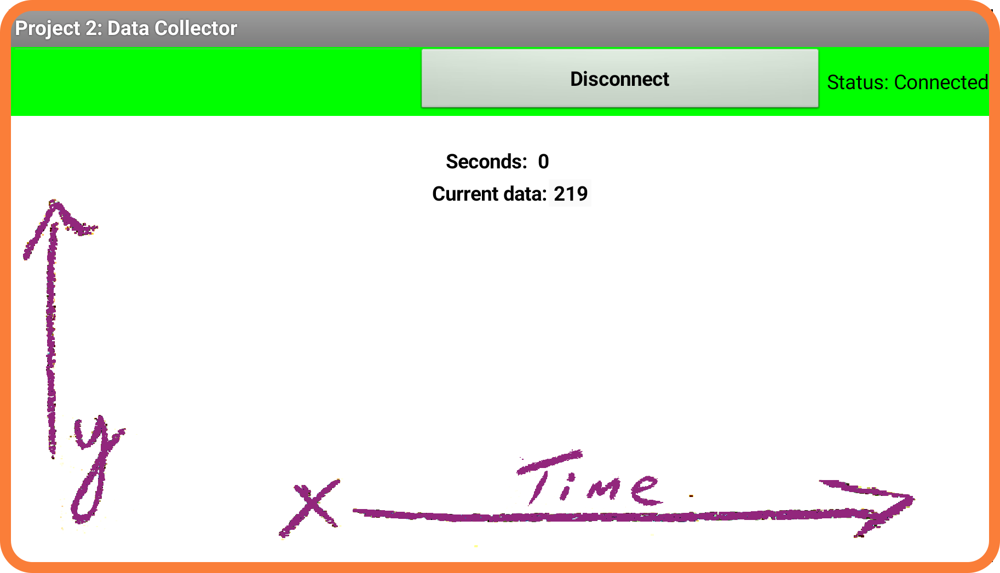 Project 2: Data Collector
Disconnect
Status: Connected
Seconds: 0
Current data: 219
y
x
Time